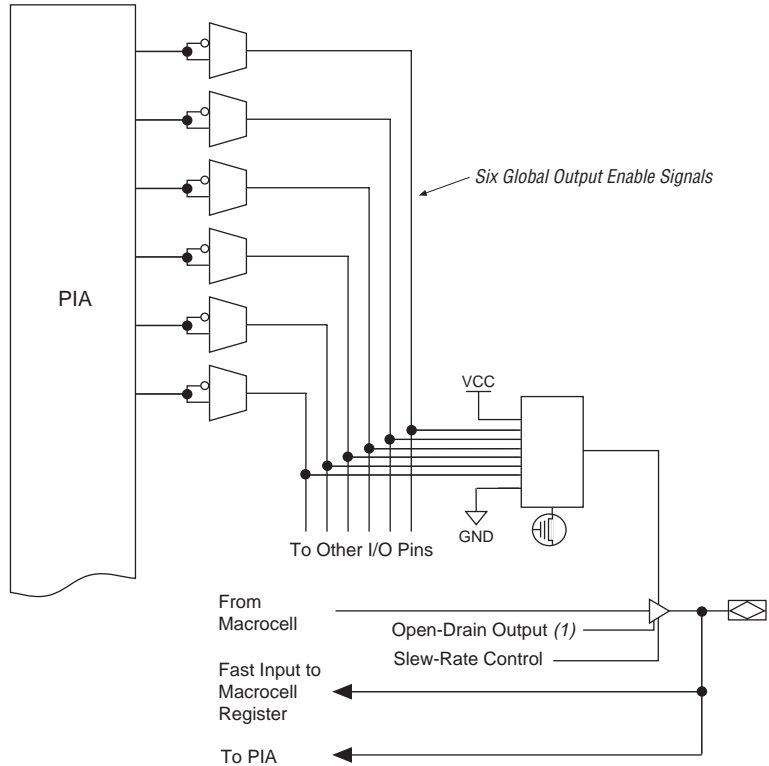 Six Global Output Enable Signals
PIA
VCC
GND
To Other I/O Pins
From
Macrocell
Open-Drain Output (1)
Slew-Rate Control
Fast Input to
Macrocell
Register
To PIA